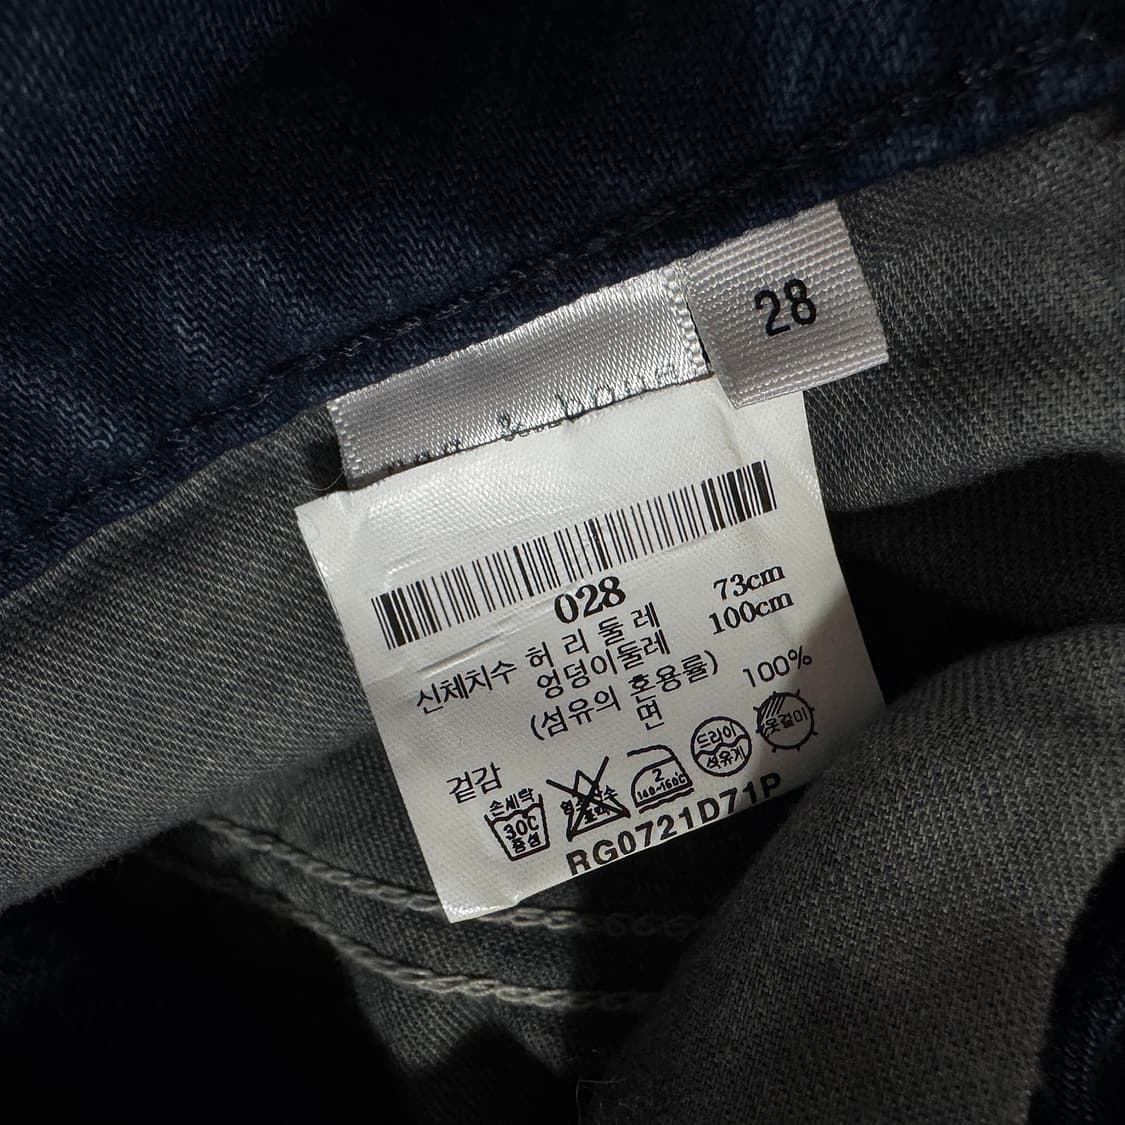 28
028
신체치수 허리둘레 73cm
엉덩이둘레 100cm
(섬유의 혼용률)
겉감 면 100%
손세탁
30℃
중성
2
140~160℃
드라이
석유계
옷걸이
RG0721D71P